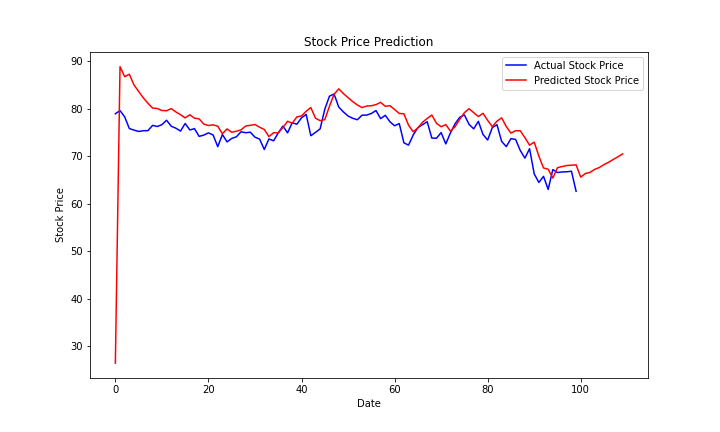 Stock Price Prediction
Actual Stock Price
Predicted Stock Price
90
80
70
60
50
40
30
Stock Price
0 20 40 60 80 100
Date